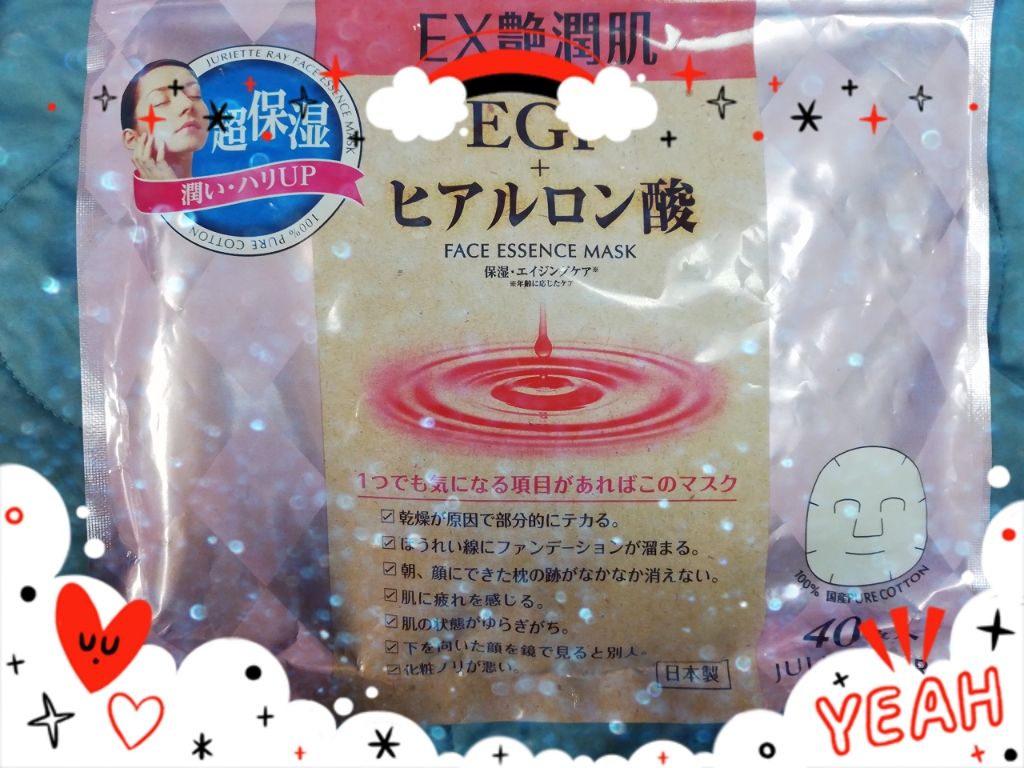 EX艶潤肌
JURIETTE RAY FACE ESSENCE MASK
超保湿
潤い・ハリUP
100% PURE COTTON
EGF
+
ヒアルロン酸
FACE ESSENCE MASK
保湿・エイジングケア※
※年齢に応じたケア
1つでも気になる項目があればこのマスク
☑乾燥が原因で部分的にテカる。
☑ほうれい線にファンデーションが溜まる。
☑朝、顔にできた枕の跡がなかなか消えない。
☑肌に疲れを感じる。
☑肌の状態がゆらぎがち。
☑下を向いた顔を鏡で見ると別人。
☑化粧ノリが悪い。
日本製
100% 国産PURE COTTON
40
YEAH